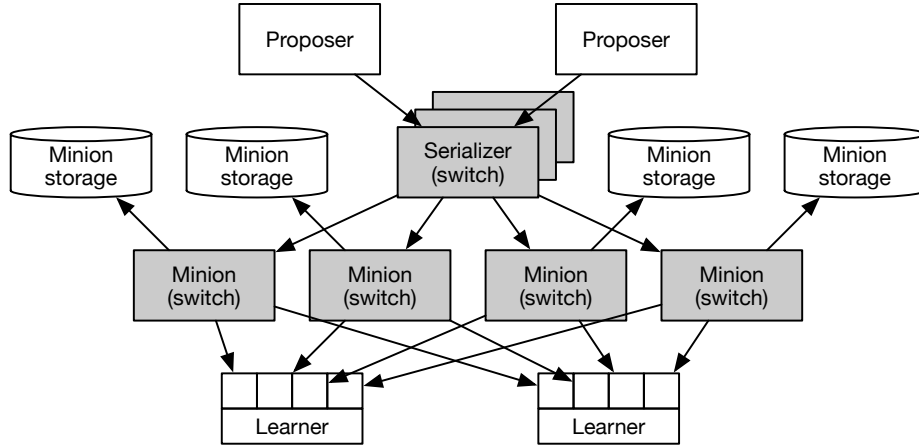 Proposer
Proposer
Serializer
(switch)
Minion
storage
Minion
storage
Minion
storage
Minion
storage
Minion
(switch)
Minion
(switch)
Minion
(switch)
Minion
(switch)
Learner
Learner